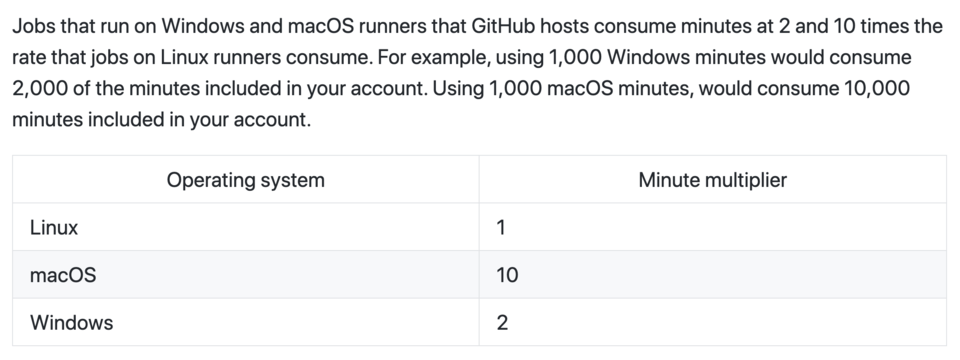 Jobs that run on Windows and macOS runners that GitHub hosts consume minutes at 2 and 10 times the
rate that jobs on Linux runners consume. For example, using 1,000 Windows minutes would consume
2,000 of the minutes included in your account. Using 1,000 macOS minutes, would consume 10,000
minutes included in your account.
Operating system Minute multiplier
Linux 1
macOS 10
Windows 2